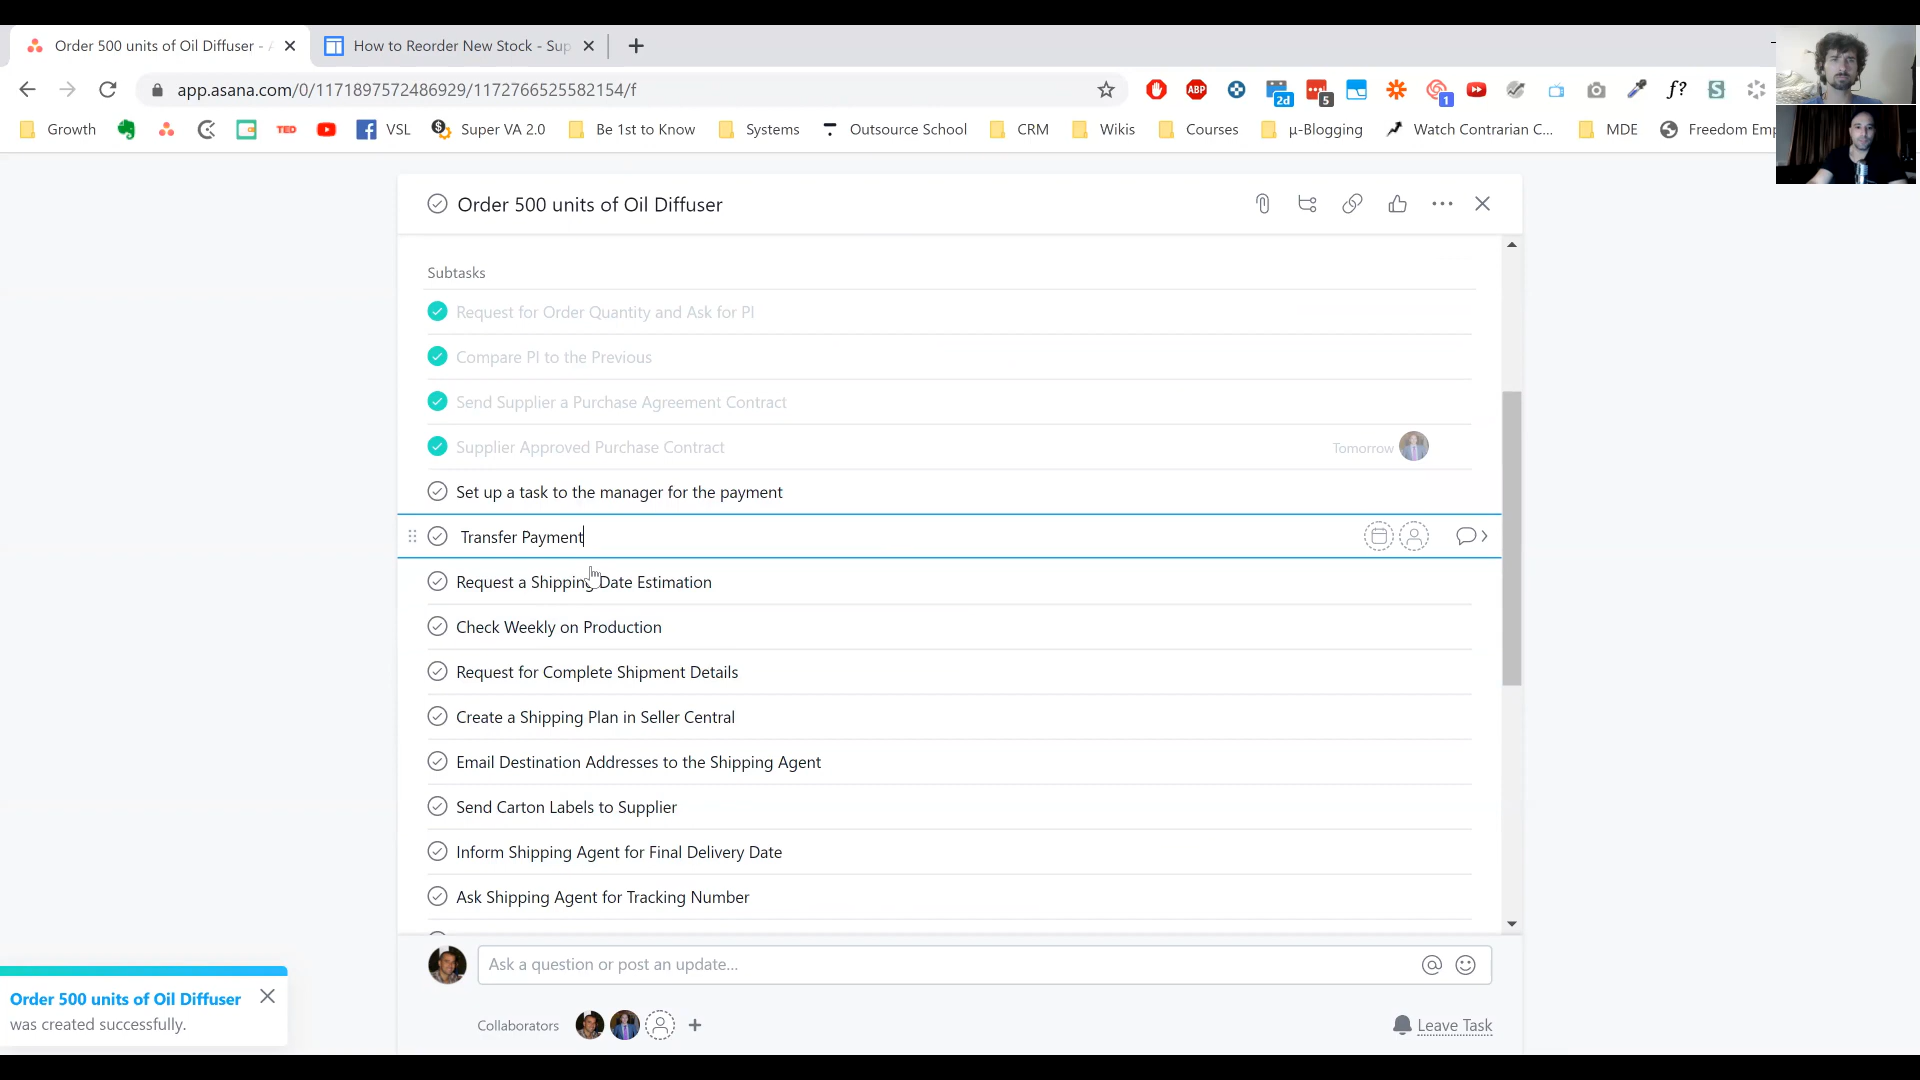 Order 500 units of Oil Diffuser - A
How to Reorder New Stock - Sup
app.asana.com/0/1171897572486929/1172766525582154/f
ABP
2d
5
1
f?
S
Growth
TED
VSL
Super VA 2.0
Be 1st to Know
Systems
Outsource School
CRM
Wikis
Courses
µ-Blogging
Watch Contrarian C...
MDE
Freedom Emp
Order 500 units of Oil Diffuser
Subtasks
Request for Order Quantity and Ask for PI
Compare PI to the Previous
Send Supplier a Purchase Agreement Contract
Supplier Approved Purchase Contract
Tomorrow
Set up a task to the manager for the payment
Transfer Payment
Request a Shipping Date Estimation
Check Weekly on Production
Request for Complete Shipment Details
Create a Shipping Plan in Seller Central
Email Destination Addresses to the Shipping Agent
Send Carton Labels to Supplier
Inform Shipping Agent for Final Delivery Date
Ask Shipping Agent for Tracking Number
Ask a question or post an update...
Order 500 units of Oil Diffuser
was created successfully.
Collaborators
Leave Task